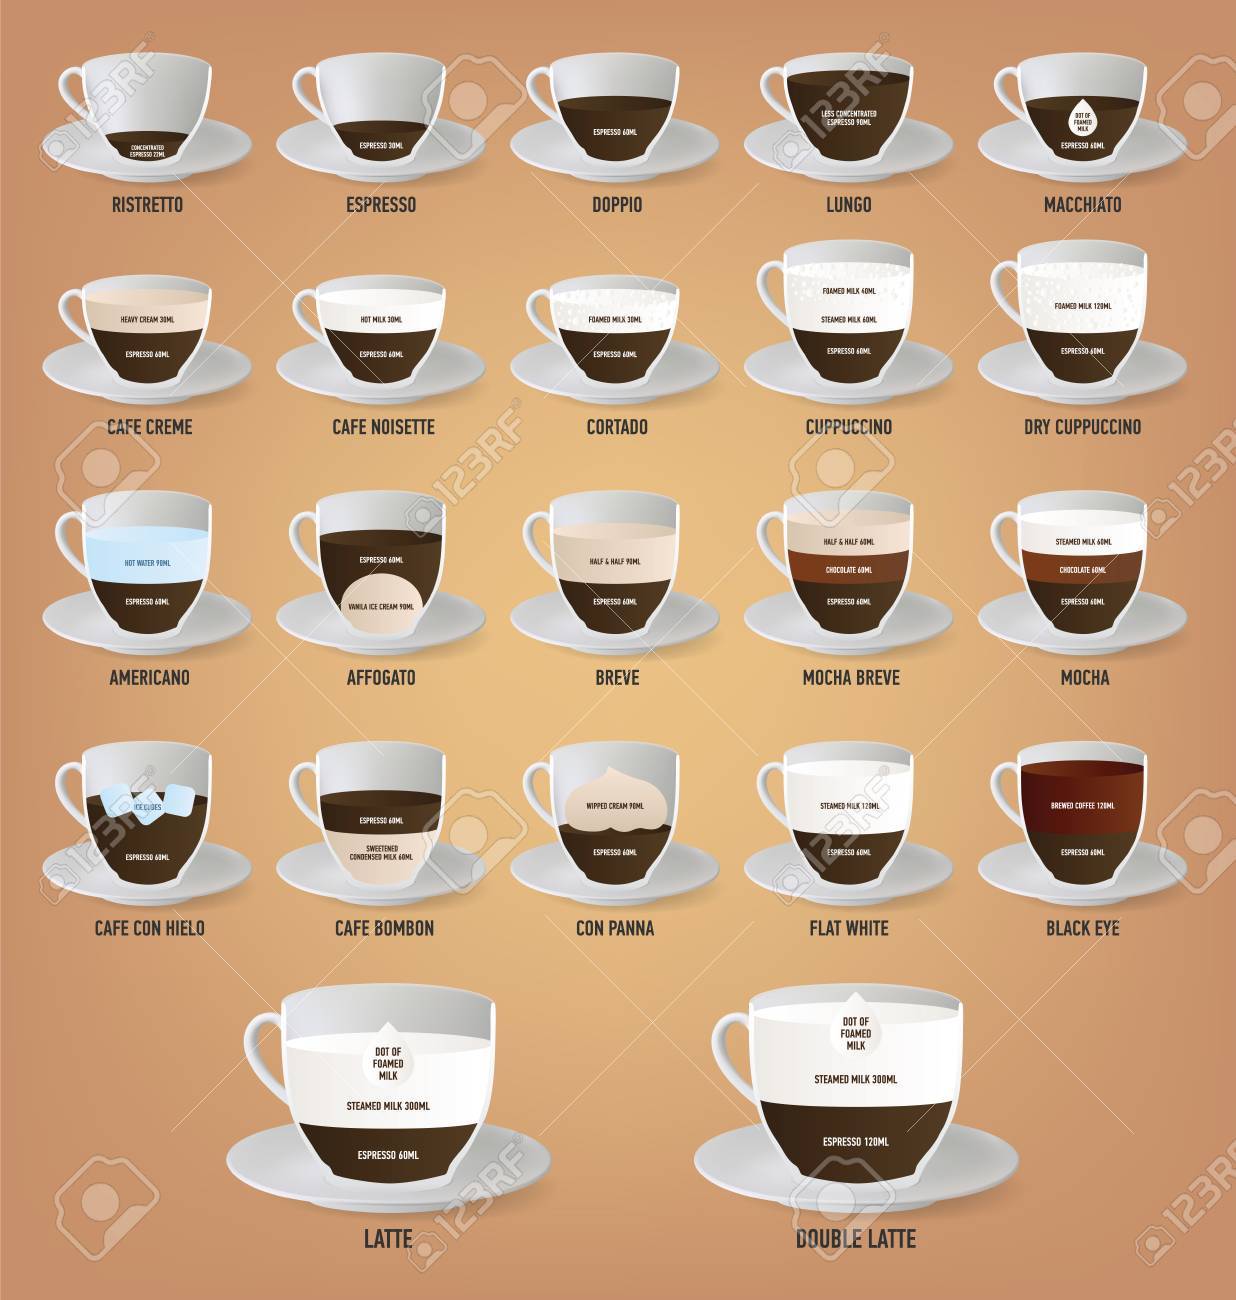 CONCENTRATED
ESPRESSO 22ML
RISTRETTO
ESPRESSO 30ML
ESPRESSO
ESPRESSO 60ML
DOPPIO
LESS CONCENTRATED
ESPRESSO 90ML
LUNGO
DOT OF
FOAMED
MILK
ESPRESSO 60ML
MACCHIATO
HEAVY CREAM 30ML
ESPRESSO 60ML
CAFE CREME
HOT MILK 30ML
ESPRESSO 60ML
CAFE NOISETTE
FOAMED MILK 30ML
ESPRESSO 60ML
CORTADO
FOAMED MILK 40ML
STEAMED MILK 60ML
ESPRESSO 60ML
CUPPUCCINO
FOAMED MILK 120ML
ESPRESSO 60ML
DRY CUPPUCCINO
HOT WATER 90ML
ESPRESSO 60ML
AMERICANO
ESPRESSO 60ML
VANILA ICE CREAM 90ML
AFFOGATO
HALF & HALF 90ML
ESPRESSO 60ML
BREVE
HALF & HALF 60ML
CHOCOLATE 60ML
ESPRESSO 60ML
MOCHA BREVE
STEAMED MILK 60ML
CHOCOLATE 60ML
ESPRESSO 60ML
MOCHA
ICE CUBES
ESPRESSO 60ML
CAFE CON HIELO
ESPRESSO 60ML
SWEETENED
CONDENSED MILK 60ML
CAFE BOMBON
WIPPED CREAM 90ML
ESPRESSO 60ML
CON PANNA
STEAMED MILK 120ML
ESPRESSO 60ML
FLAT WHITE
BREWED COFFEE 120ML
ESPRESSO 60ML
BLACK EYE
DOT OF
FOAMED
MILK
STEAMED MILK 300ML
ESPRESSO 60ML
LATTE
DOT OF
FOAMED
MILK
STEAMED MILK 300ML
ESPRESSO 120ML
DOUBLE LATTE
123RF